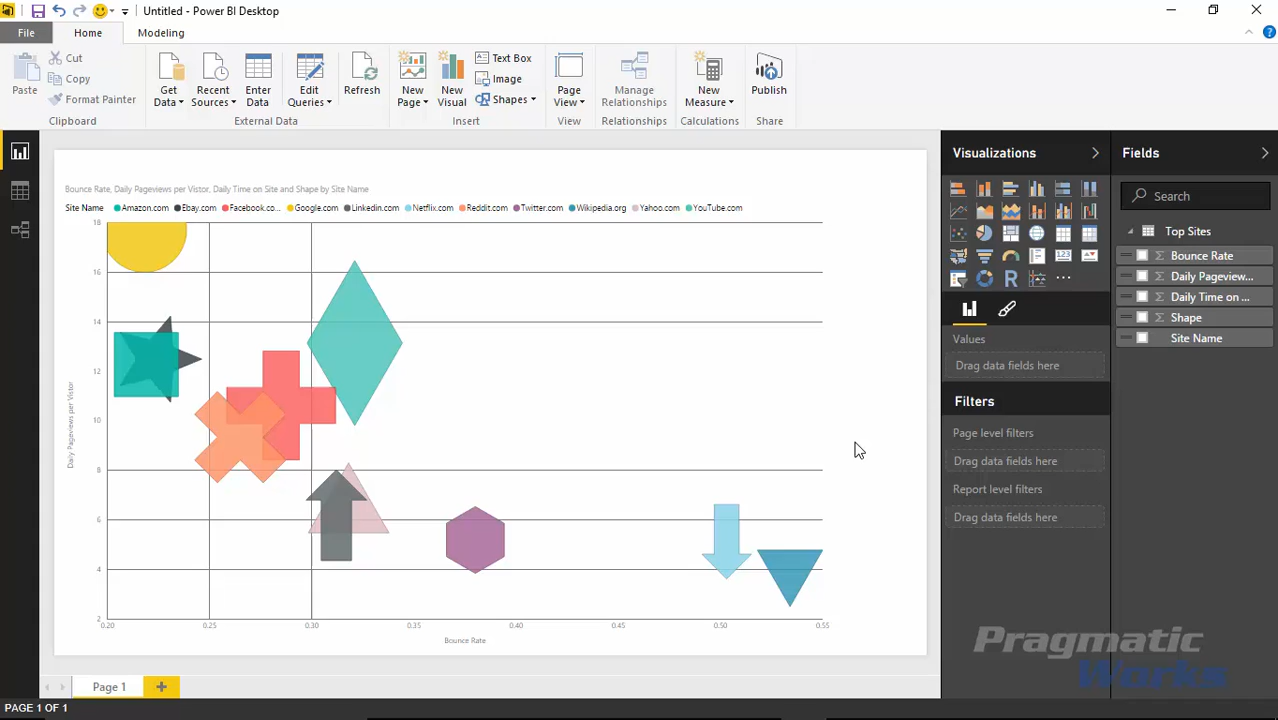 Untitled - Power BI Desktop
File Home Modeling
Paste
Cut
Copy
Format Painter
Clipboard
Get Data
Recent Sources
Enter Data
Edit Queries
Refresh
External Data
New Page
New Visual
Text Box
Image
Shapes
Insert
Page View
View
Manage Relationships
Relationships
New Measure
Calculations
Publish
Share
Bounce Rate, Daily Pageviews per Vistor, Daily Time on Site and Shape by Site Name
Site Name Amazon.com Ebay.com Facebook.co... Google.com Linkedin.com Netflix.com Reddit.com Twitter.com Wikipedia.org Yahoo.com YouTube.com
18
16
14
12
10
8
6
4
2
Daily Pageviews per Vistor
0.20 0.25 0.30 0.35 0.40 0.45 0.50 0.55
Bounce Rate
Visualizations
R
Values
Drag data fields here
Filters
Page level filters
Drag data fields here
Report level filters
Drag data fields here
Fields
Search
Top Sites
Σ Bounce Rate
Σ Daily Pageview...
Σ Daily Time on ...
Σ Shape
Site Name
Pragmatic
Works
Page 1
PAGE 1 OF 1